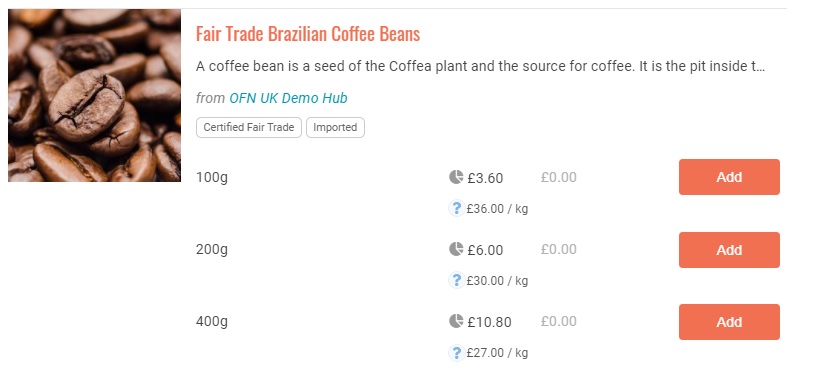 Fair Trade Brazilian Coffee Beans
A coffee bean is a seed of the Coffea plant and the source for coffee. It is the pit inside t...
from OFN UK Demo Hub
Certified Fair Trade Imported
100g £3.60 £0.00 Add
? £36.00 / kg
200g £6.00 £0.00 Add
? £30.00 / kg
400g £10.80 £0.00 Add
? £27.00 / kg